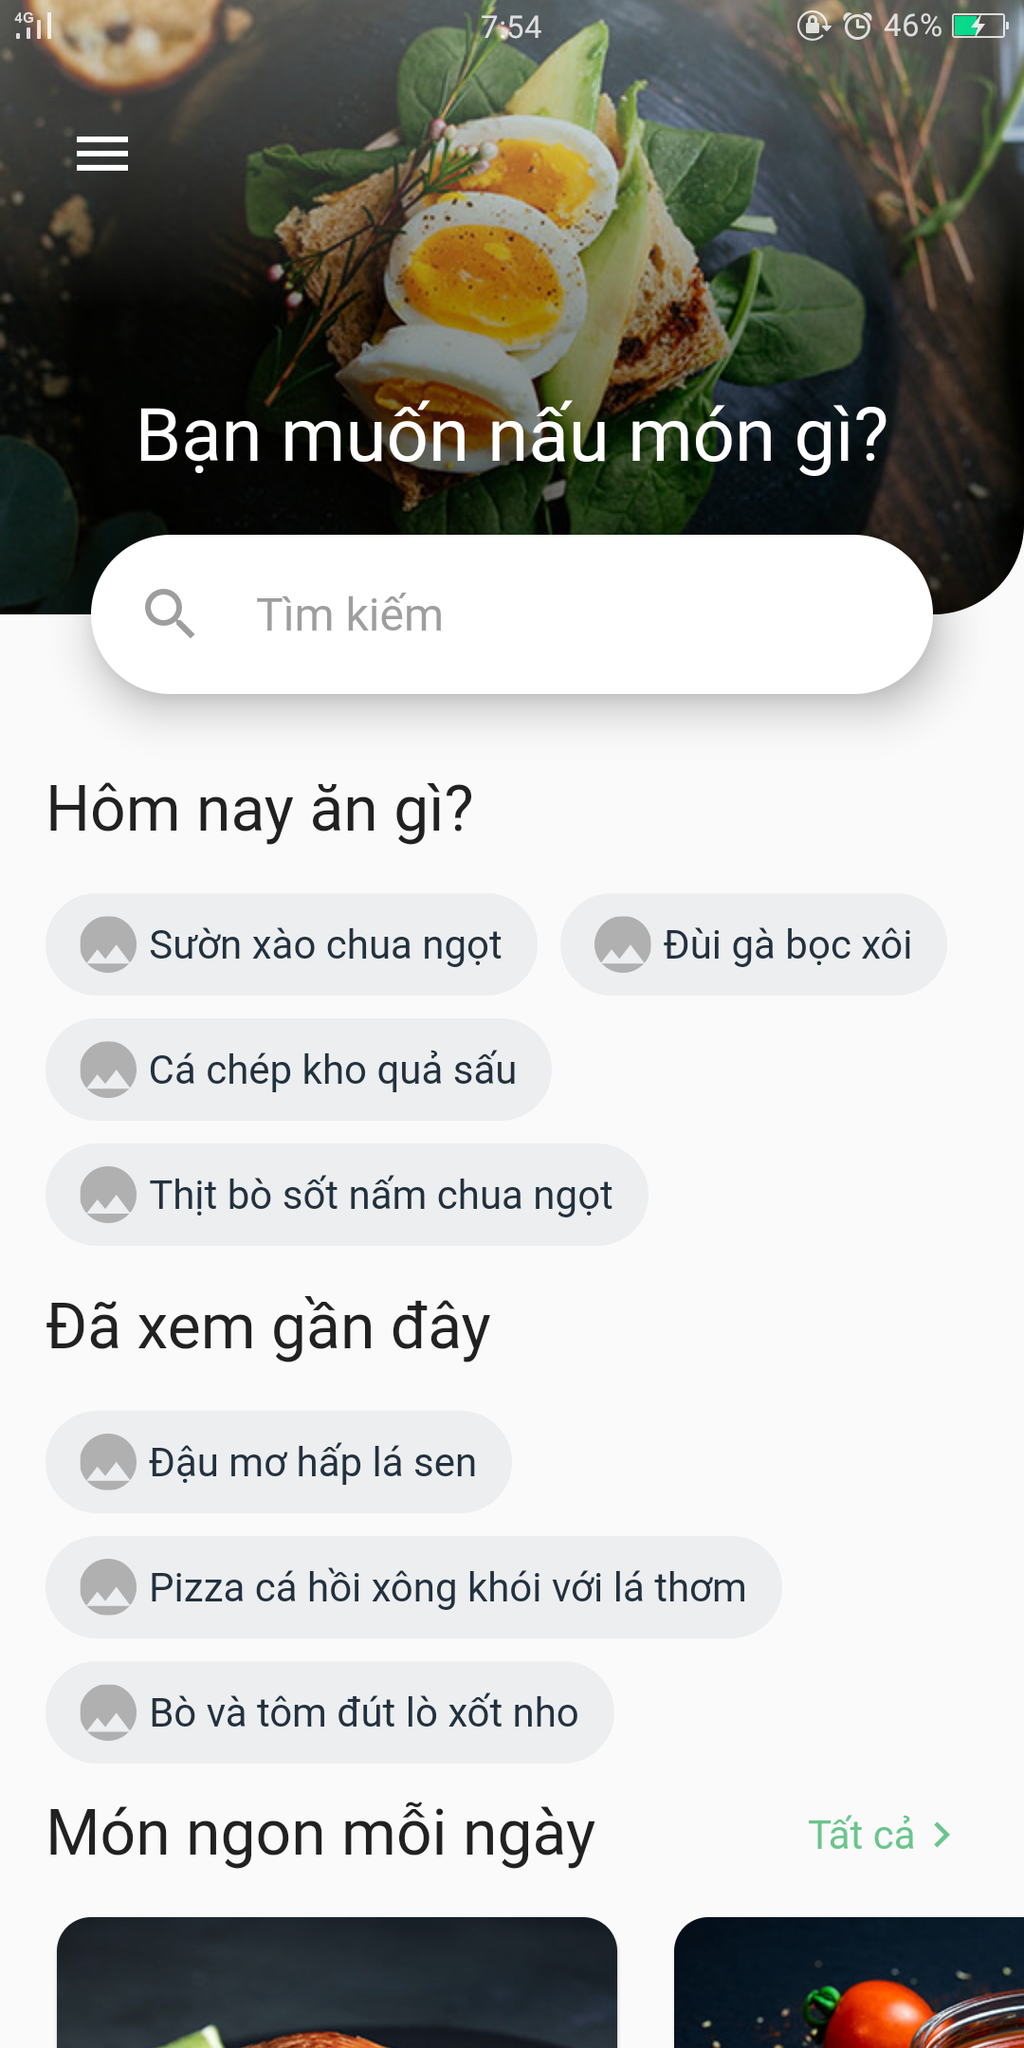 4G
7:54
46%
Bạn muốn nấu món gì?
Tìm kiếm
Hôm nay ăn gì?
Sườn xào chua ngọt
Đùi gà bọc xôi
Cá chép kho quả sấu
Thịt bò sốt nấm chua ngọt
Đã xem gần đây
Đậu mơ hấp lá sen
Pizza cá hồi xông khói với lá thơm
Bò và tôm đút lò xốt nho
Món ngon mỗi ngày
Tất cả